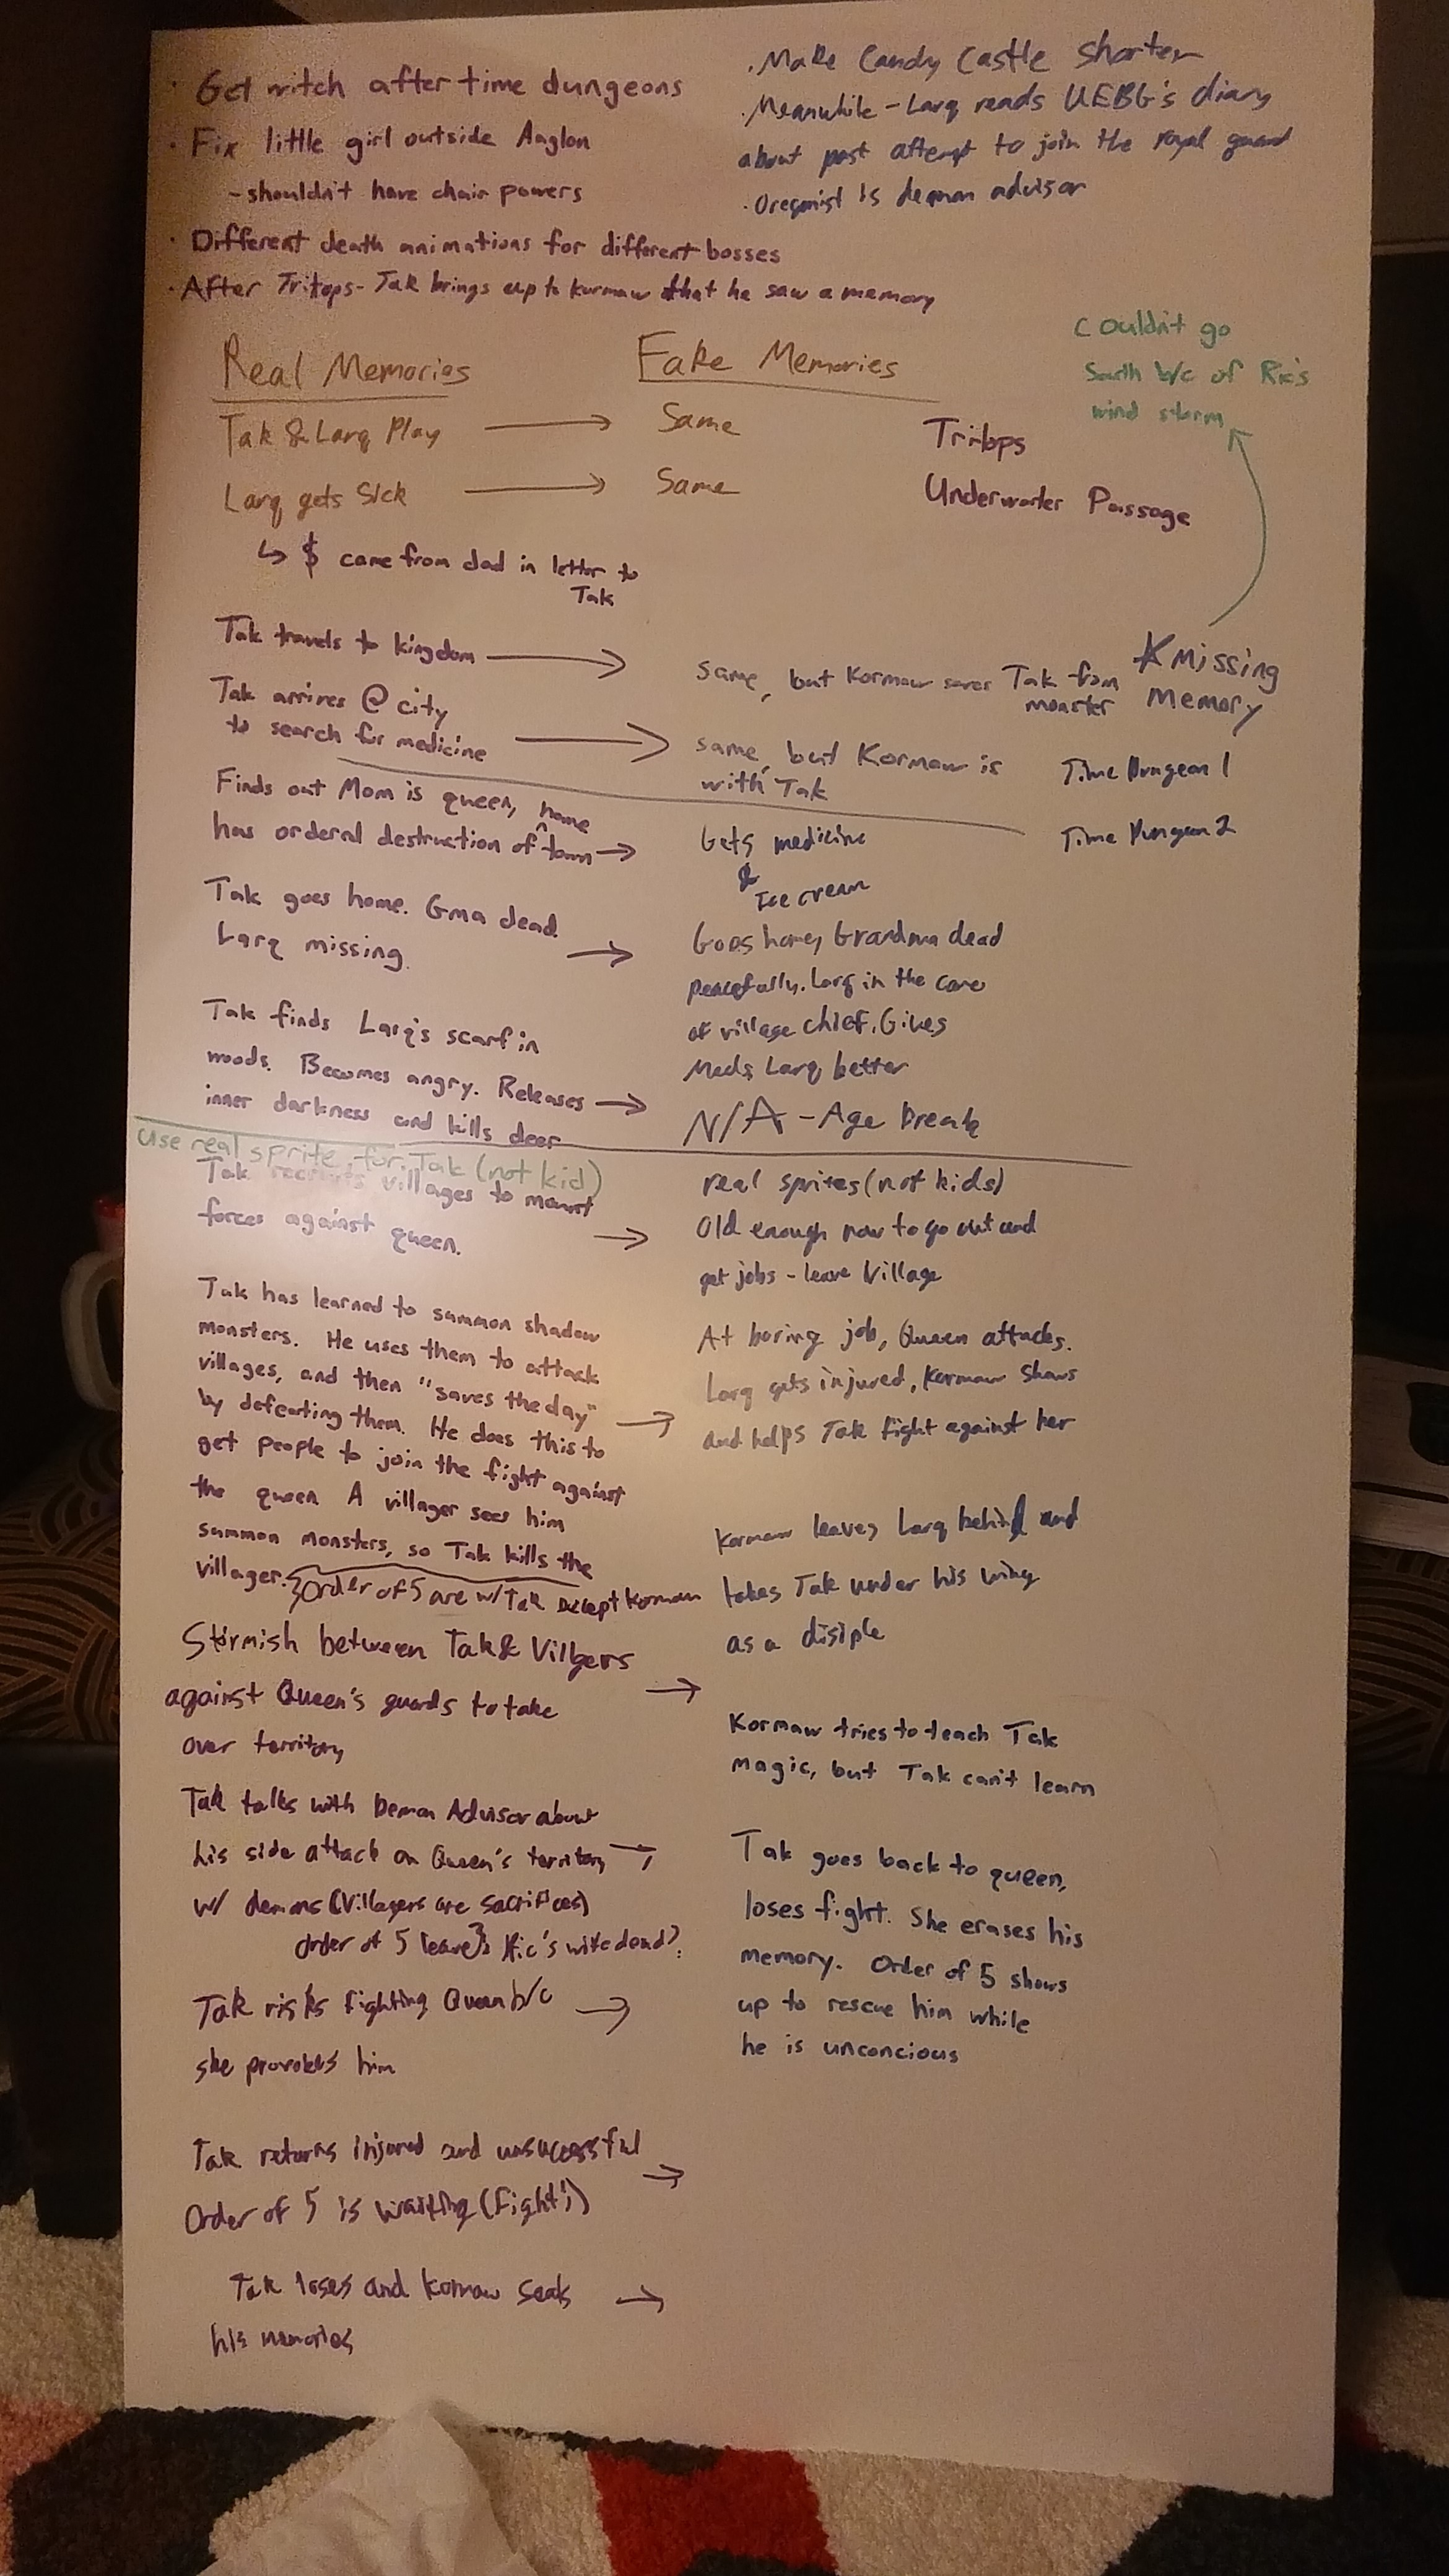 · Get witch after time dungeons
· Fix little girl outside Anglon
- shouldn't have chair powers
· Different death animations for different bosses
· After Tritops- Tak brings up to Kormaw that he saw a memory
· Make Candy Castle shorter
· Meanwhile - Larq reads UEBG's diary
about past attempt to join the royal guard
· Oregonist is demon advisor
Real Memories
Fake Memories
Couldn't go
South b/c of Ric's
wind storm
Tak & Larq Play → Same
Tritops
Larq gets Sick → Same
Underwater Passage
↳ $ came from dad in letter to
Tak
Tak travels to kingdom →
same, but Kormaw saves Tak from
monster
* Missing
Memory
Tak arrives @ city
to search for medicine →
same, but Kormaw is
with Tak
Time Dungeon 1
Finds out Mom is queen,
has ordered destruction of home town →
Gets medicine
&
Ice cream
Time Dungeon 2
Tak goes home. Gma dead.
Larq missing. →
Goes home, Grandma dead
peacefully. Larq in the care
of village chief. Gives
Meds, Larq better
Tak finds Larq's scarf in
woods. Becomes angry. Releases →
inner darkness and kills deer
N/A - Age break
Use real sprite for Tak (not kid)
Tak recruits villages to mount
forces against queen. →
real sprites (not kids)
Old enough now to go out and
get jobs - leave Village
Tak has learned to summon shadow
monsters. He uses them to attack
villages, and then "saves the day"
by defeating them. He does this to →
get people to join the fight against
the queen A villager sees him
summon monsters, so Tak kills the
villager.
Order of 5 are w/ Tak except Kormaw
At boring job, Queen attacks.
Larq gets injured, Kormaw shows
and helps Tak fight against her
Kormaw leaves Larq behind and
takes Tak under his wing
as a disiple
Skirmish between Tak & Villgers
against Queen's guards to take →
over territory
Kormaw tries to teach Tak
magic, but Tak can't learn
Tak talks with Demon Advisor about
his side attack on Queen's territory →
w/ demons (Villagers are sacrifices)
Order of 5 leave Ric's wife dead?
Tak goes back to queen,
loses fight. She erases his
memory. Order of 5 shows
up to rescue him while
he is unconcious
Tak risks fighting Queen b/c →
she provokes him
Tak returns injured and unsuccessful →
Order of 5 is waiting (fight!)
Tak loses and Kormaw seals →
his memories